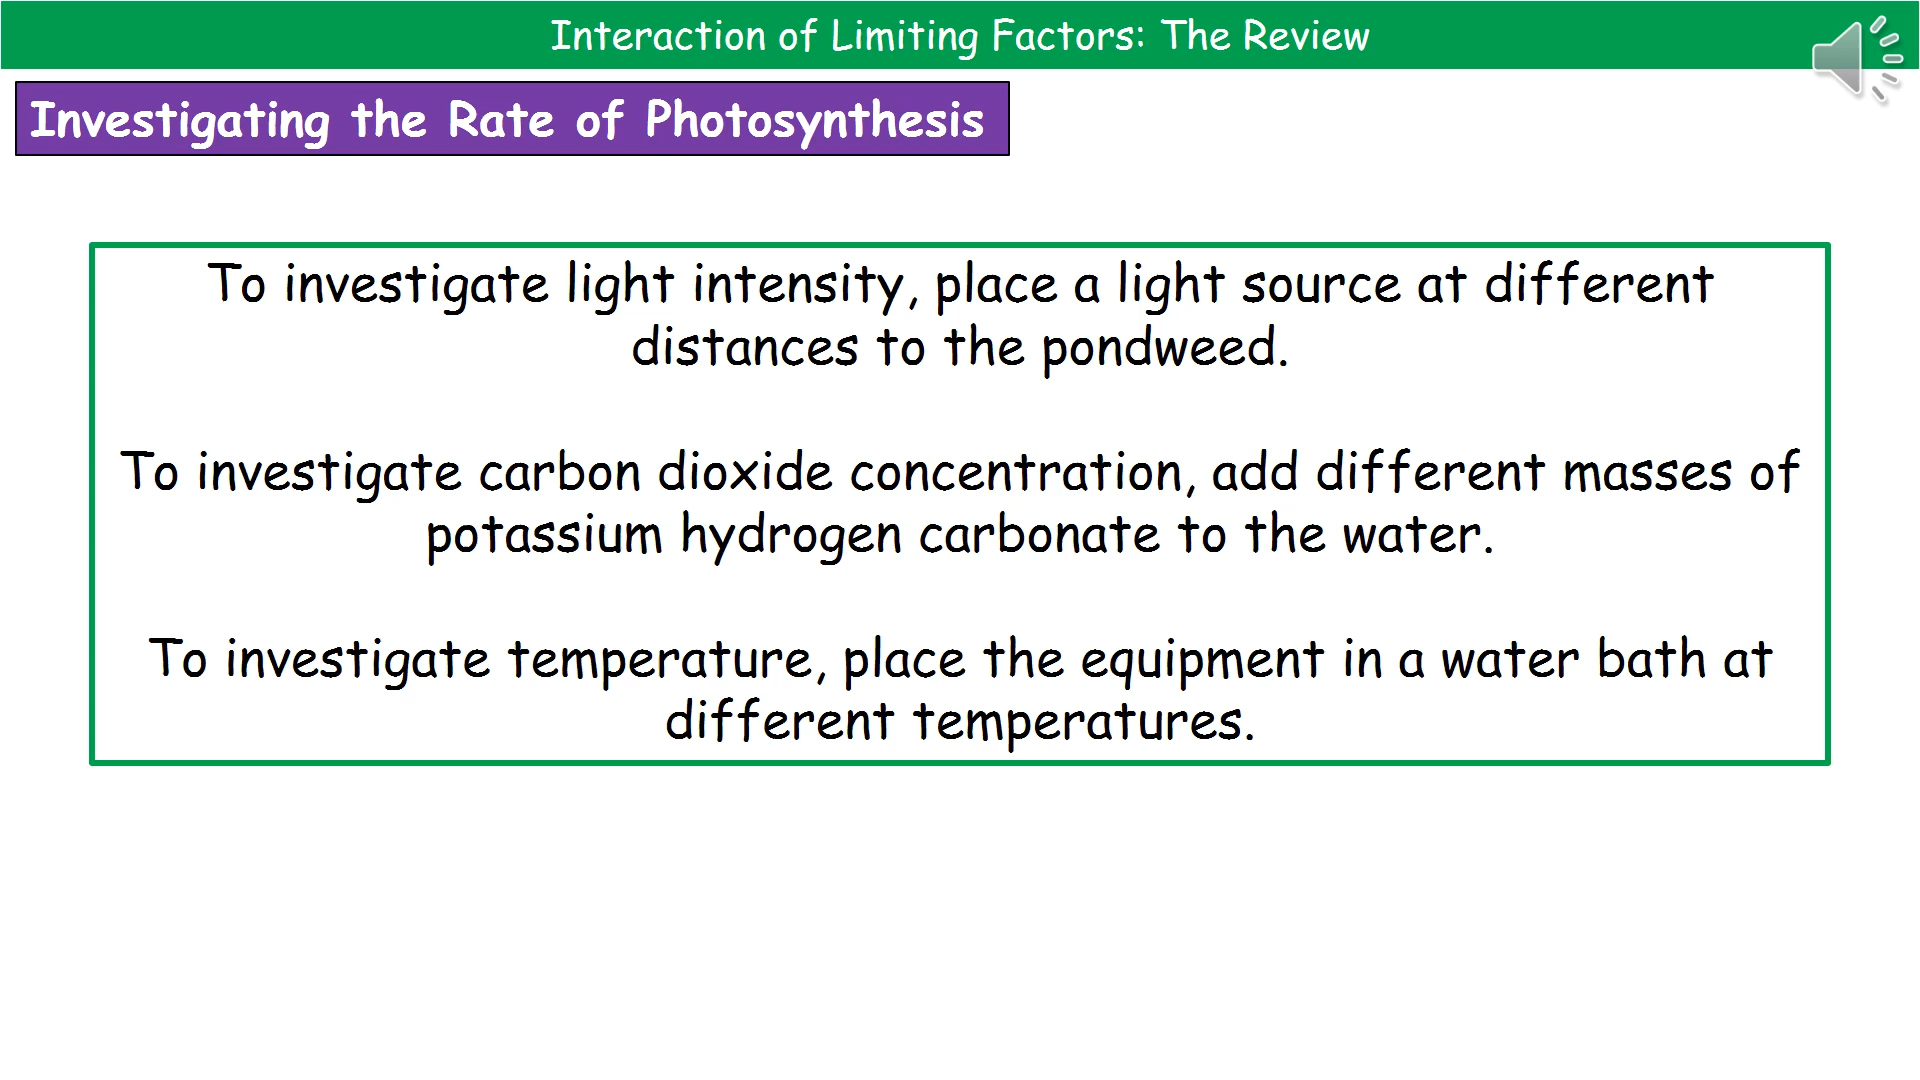 Interaction of Limiting Factors: The Review
Investigating the Rate of Photosynthesis
To investigate light intensity, place a light source at different
distances to the pondweed.
To investigate carbon dioxide concentration, add different masses of
potassium hydrogen carbonate to the water.
To investigate temperature, place the equipment in a water bath at
different temperatures.